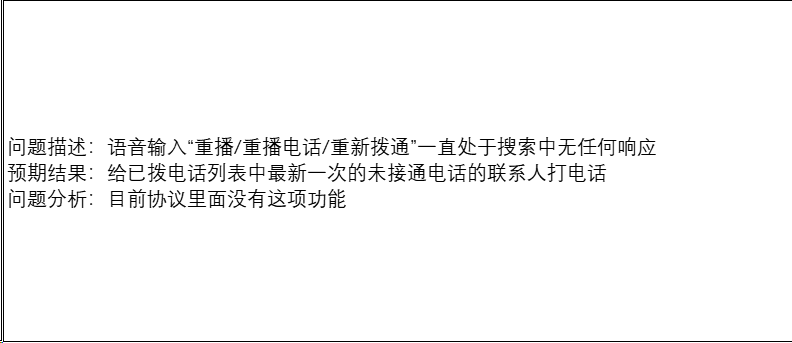 问题描述：语音输入“重播/重播电话/重新拨通”一直处于搜索中无任何响应
预期结果：给已拨电话列表中最新一次的未接通电话的联系人打电话
问题分析：目前协议里面没有这项功能